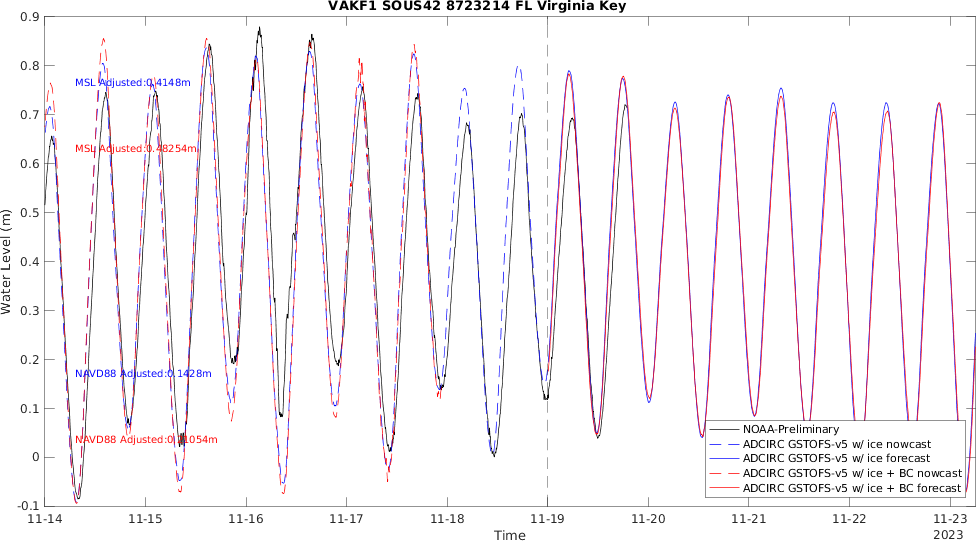 VAKF1 SOUS42 8723214 FL Virginia Key
0.9
0.8
0.7
0.6
0.5
0.4
0.3
0.2
0.1
0
-0.1
Water Level (m)
MSL Adjusted:0.4148m
MSL Adjusted:0.48254m
NAVD88 Adjusted:0.1428m
NAVD88 Adjusted:0.21054m
NOAA-Preliminary
ADCIRC GSTOFS-v5 w/ ice nowcast
ADCIRC GSTOFS-v5 w/ ice forecast
ADCIRC GSTOFS-v5 w/ ice + BC nowcast
ADCIRC GSTOFS-v5 w/ ice + BC forecast
11-14 11-15 11-16 11-17 11-18 11-19 11-20 11-21 11-22 11-23
2023
Time